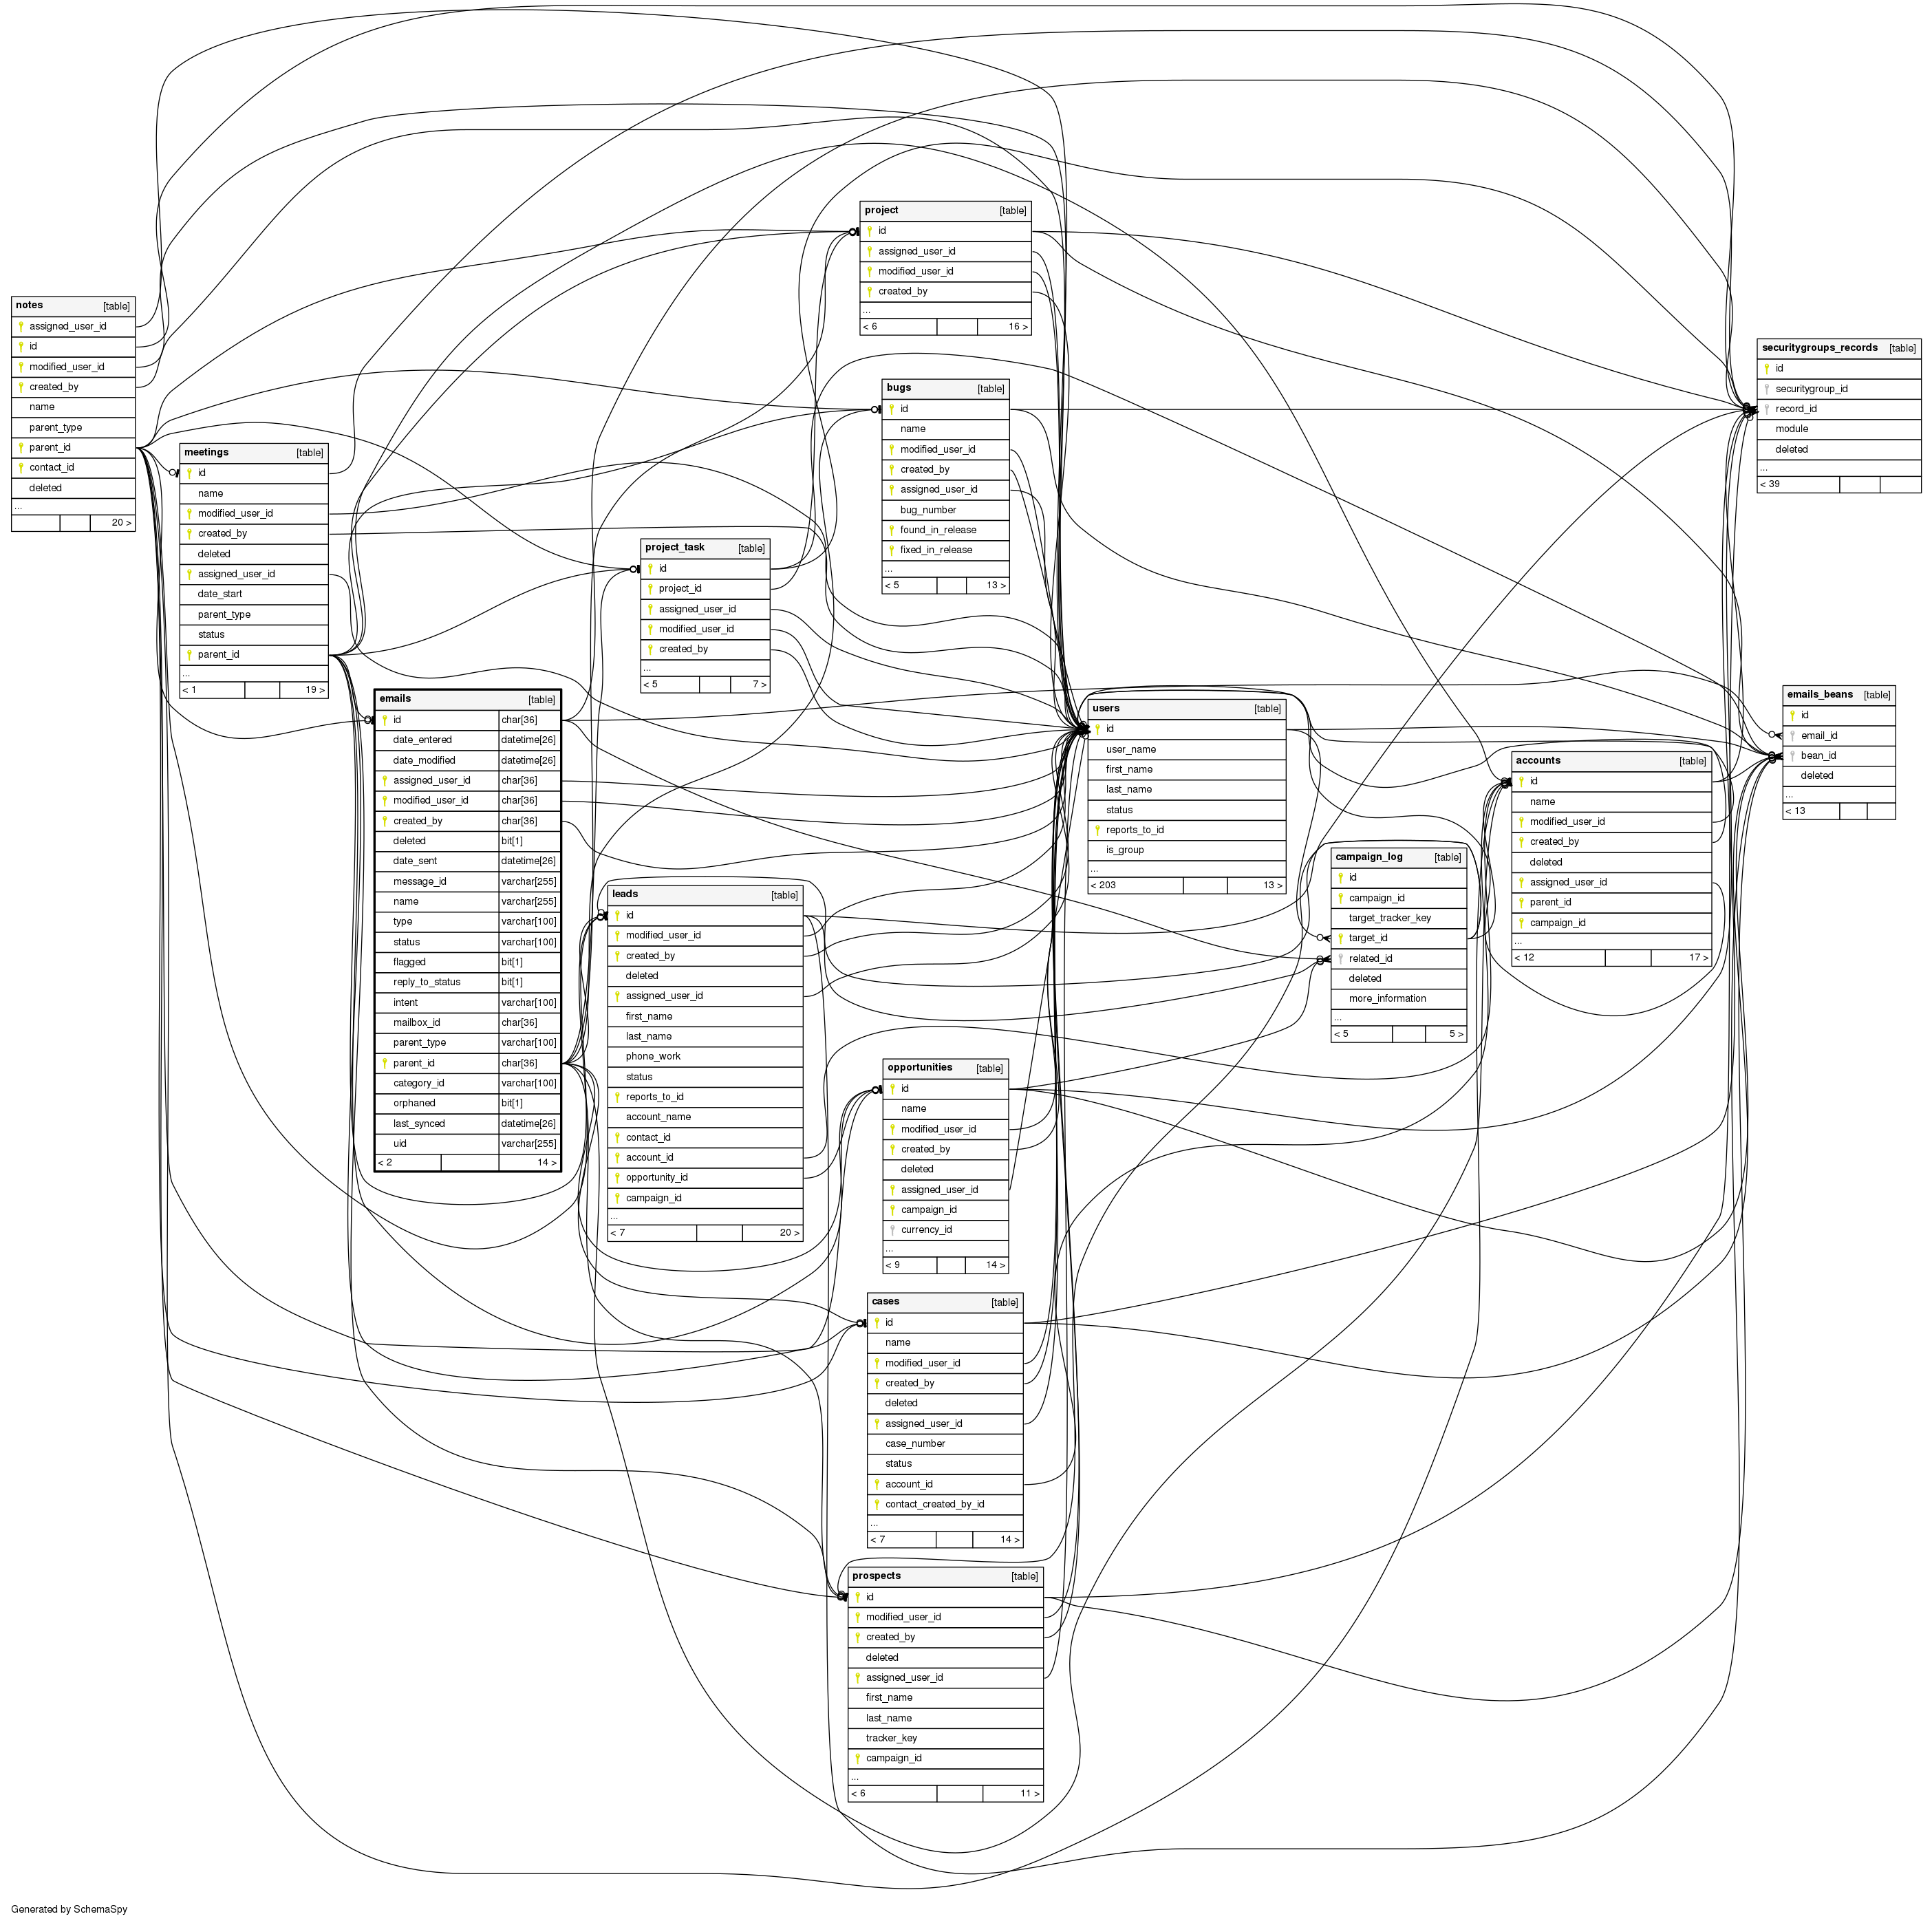 project [table]
id
assigned_user_id
modified_user_id
created_by
...
< 6 16 >
notes [table]
assigned_user_id
id
modified_user_id
created_by
name
parent_type
parent_id
contact_id
deleted
...
20 >
securitygroups_records [table]
id
securitygroup_id
record_id
module
deleted
...
< 39
bugs [table]
id
name
modified_user_id
created_by
assigned_user_id
bug_number
found_in_release
fixed_in_release
...
< 5 13 >
meetings [table]
id
name
modified_user_id
created_by
deleted
assigned_user_id
date_start
parent_type
status
parent_id
...
< 1 19 >
project_task [table]
id
project_id
assigned_user_id
modified_user_id
created_by
...
< 5 7 >
emails [table]
id char[36]
date_entered datetime[26]
date_modified datetime[26]
assigned_user_id char[36]
modified_user_id char[36]
created_by char[36]
deleted bit[1]
date_sent datetime[26]
message_id varchar[255]
name varchar[255]
type varchar[100]
status varchar[100]
flagged bit[1]
reply_to_status bit[1]
intent varchar[100]
mailbox_id char[36]
parent_type varchar[100]
parent_id char[36]
category_id varchar[100]
orphaned bit[1]
last_synced datetime[26]
uid varchar[255]
< 2 14 >
users [table]
id
user_name
first_name
last_name
status
reports_to_id
is_group
...
< 203 13 >
emails_beans [table]
id
email_id
bean_id
deleted
...
< 13
accounts [table]
id
name
modified_user_id
created_by
deleted
assigned_user_id
parent_id
campaign_id
...
< 12 17 >
campaign_log [table]
id
campaign_id
target_tracker_key
target_id
related_id
deleted
more_information
...
< 5 5 >
leads [table]
id
modified_user_id
created_by
deleted
assigned_user_id
first_name
last_name
phone_work
status
reports_to_id
account_name
contact_id
account_id
opportunity_id
campaign_id
...
< 7 20 >
opportunities [table]
id
name
modified_user_id
created_by
deleted
assigned_user_id
campaign_id
currency_id
...
< 9 14 >
cases [table]
id
name
modified_user_id
created_by
deleted
assigned_user_id
case_number
status
account_id
contact_created_by_id
...
< 7 14 >
prospects [table]
id
modified_user_id
created_by
deleted
assigned_user_id
first_name
last_name
tracker_key
campaign_id
...
< 6 11 >
Generated by SchemaSpy